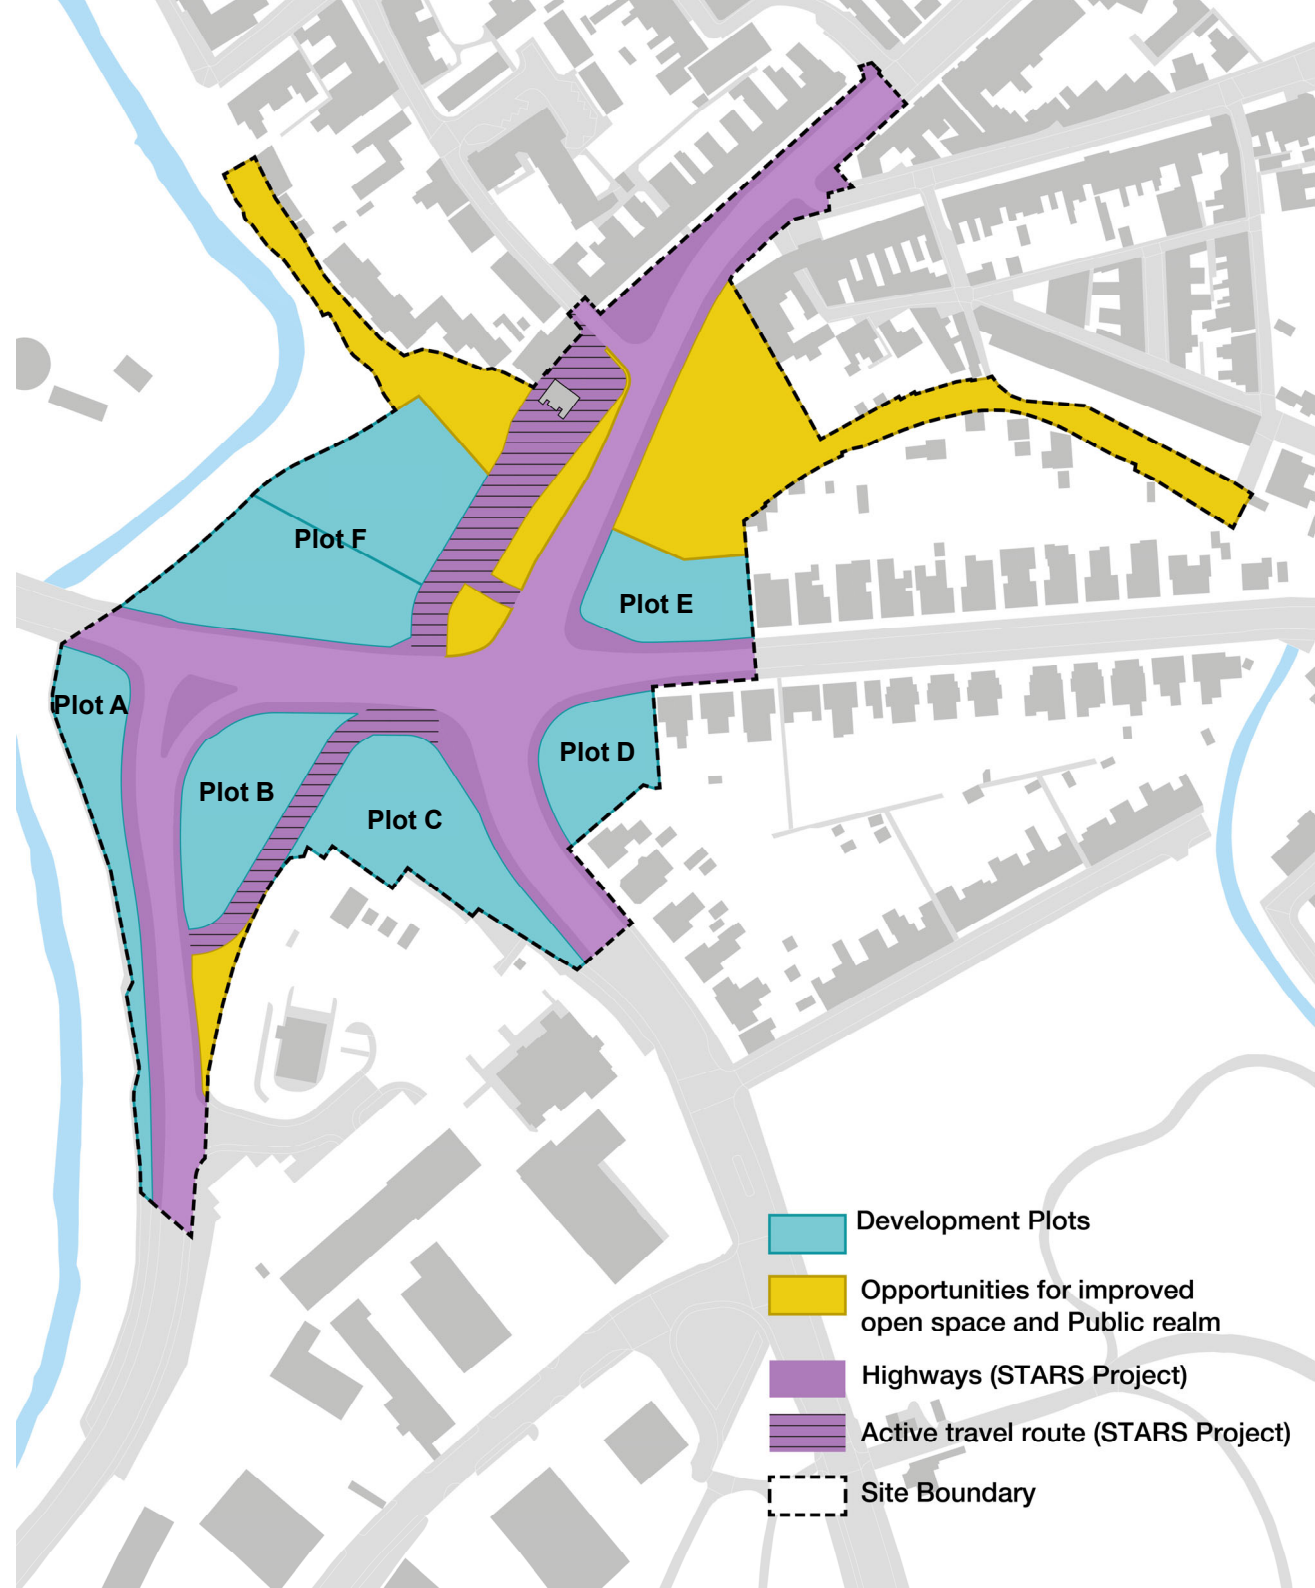 Plot F
Plot E
Plot A
Plot D
Plot B
Plot C
Development Plots
Opportunities for improved
open space and Public realm
Highways (STARS Project)
Active travel route (STARS Project)
Site Boundary